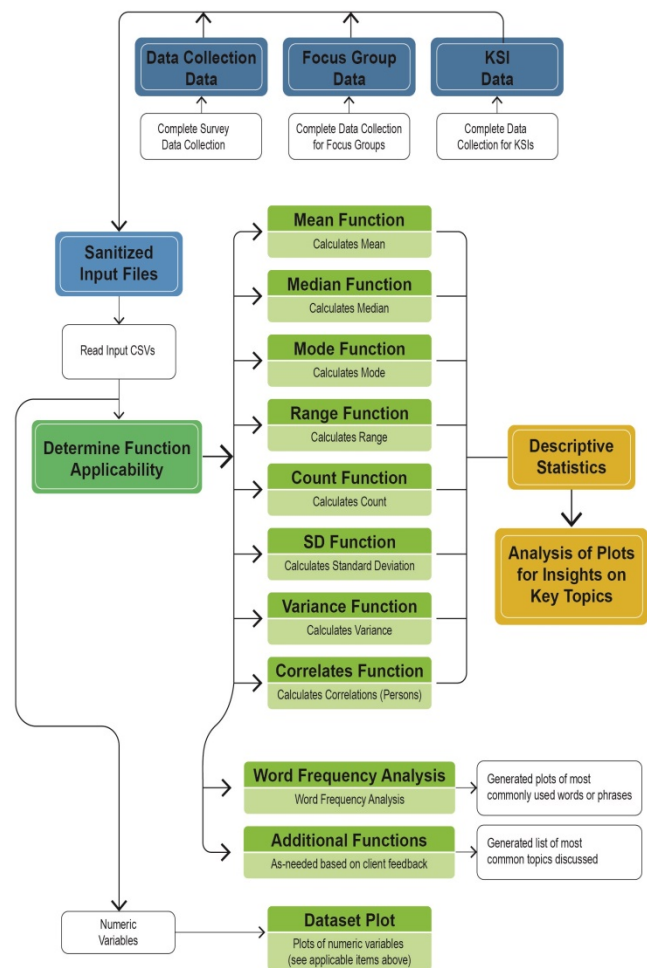 Data Collection
Data
Focus Group
Data
KSI
Data
Complete Survey
Data Collection
Complete Data Collection
for Focus Groups
Complete Data
Collection for KSIs
Sanitized
Input Files
Read Input CSVs
Determine Function
Applicability
Mean Function
Calculates Mean
Median Function
Calculates Median
Mode Function
Calculates Mode
Range Function
Calculates Range
Count Function
Calculates Count
SD Function
Calculates Standard Deviation
Variance Function
Calculates Variance
Correlates Function
Calculates Correlations (Persons)
Descriptive
Statistics
Analysis of Plots
for Insights on
Key Topics
Word Frequency Analysis
Word Frequency Analysis
Generated plots of most
commonly used words or phrases
Additional Functions
As-needed based on client feedback
Generated list of most
common topics discussed
Numeric
Variables
Dataset Plot
Plots of numeric variables
(see applicable items above)